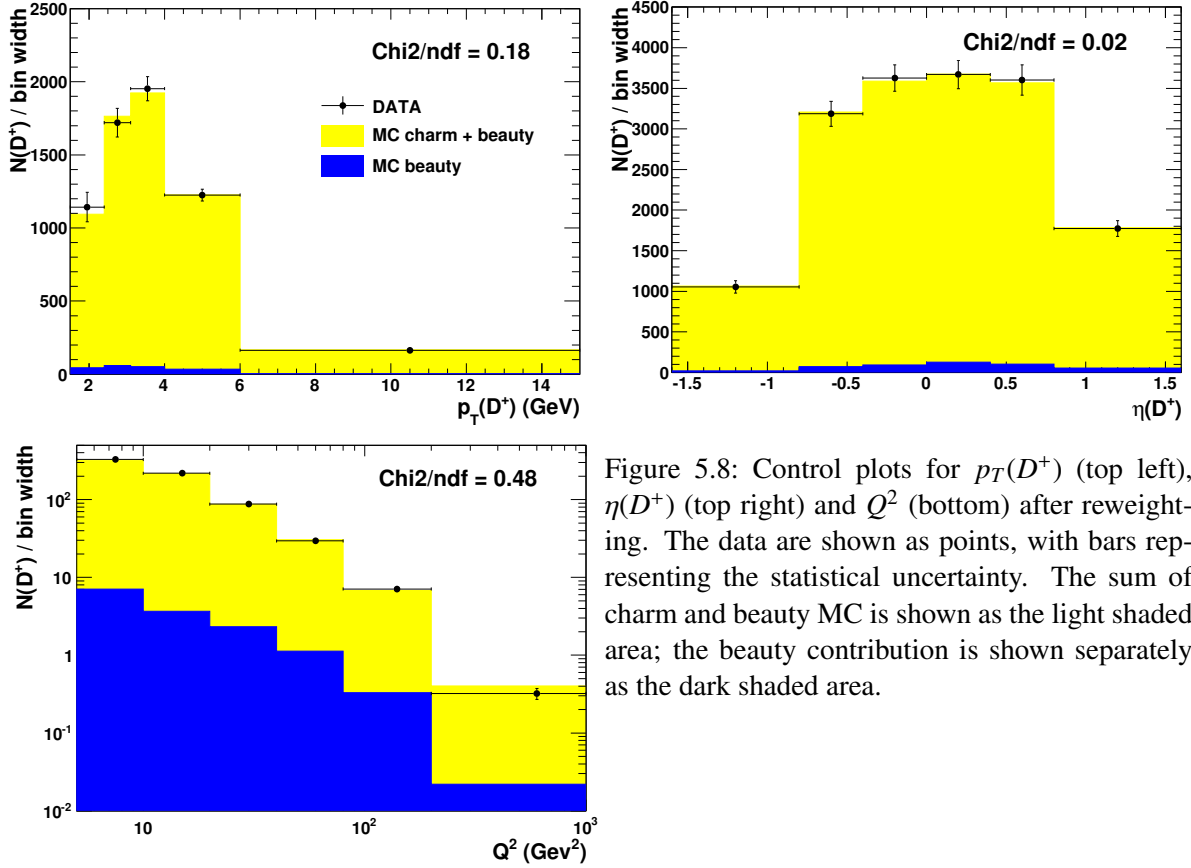 2500
2000
1500
1000
500
0
N(D⁺) / bin width
Chi2/ndf = 0.18
DATA
MC charm + beauty
MC beauty
2 4 6 8 10 12 14
p_T(D⁺) (GeV)
4500
4000
3500
3000
2500
2000
1500
1000
500
0
N(D⁺) / bin width
Chi2/ndf = 0.02
-1.5 -1 -0.5 0 0.5 1 1.5
η(D⁺)
10²
10
1
10⁻¹
10⁻²
N(D⁺) / bin width
Chi2/ndf = 0.48
10 10² 10³
Q² (Gev²)
Figure 5.8: Control plots for p_T(D⁺) (top left),
η(D⁺) (top right) and Q² (bottom) after reweight-
ing. The data are shown as points, with bars rep-
resenting the statistical uncertainty. The sum of
charm and beauty MC is shown as the light shaded
area; the beauty contribution is shown separately
as the dark shaded area.